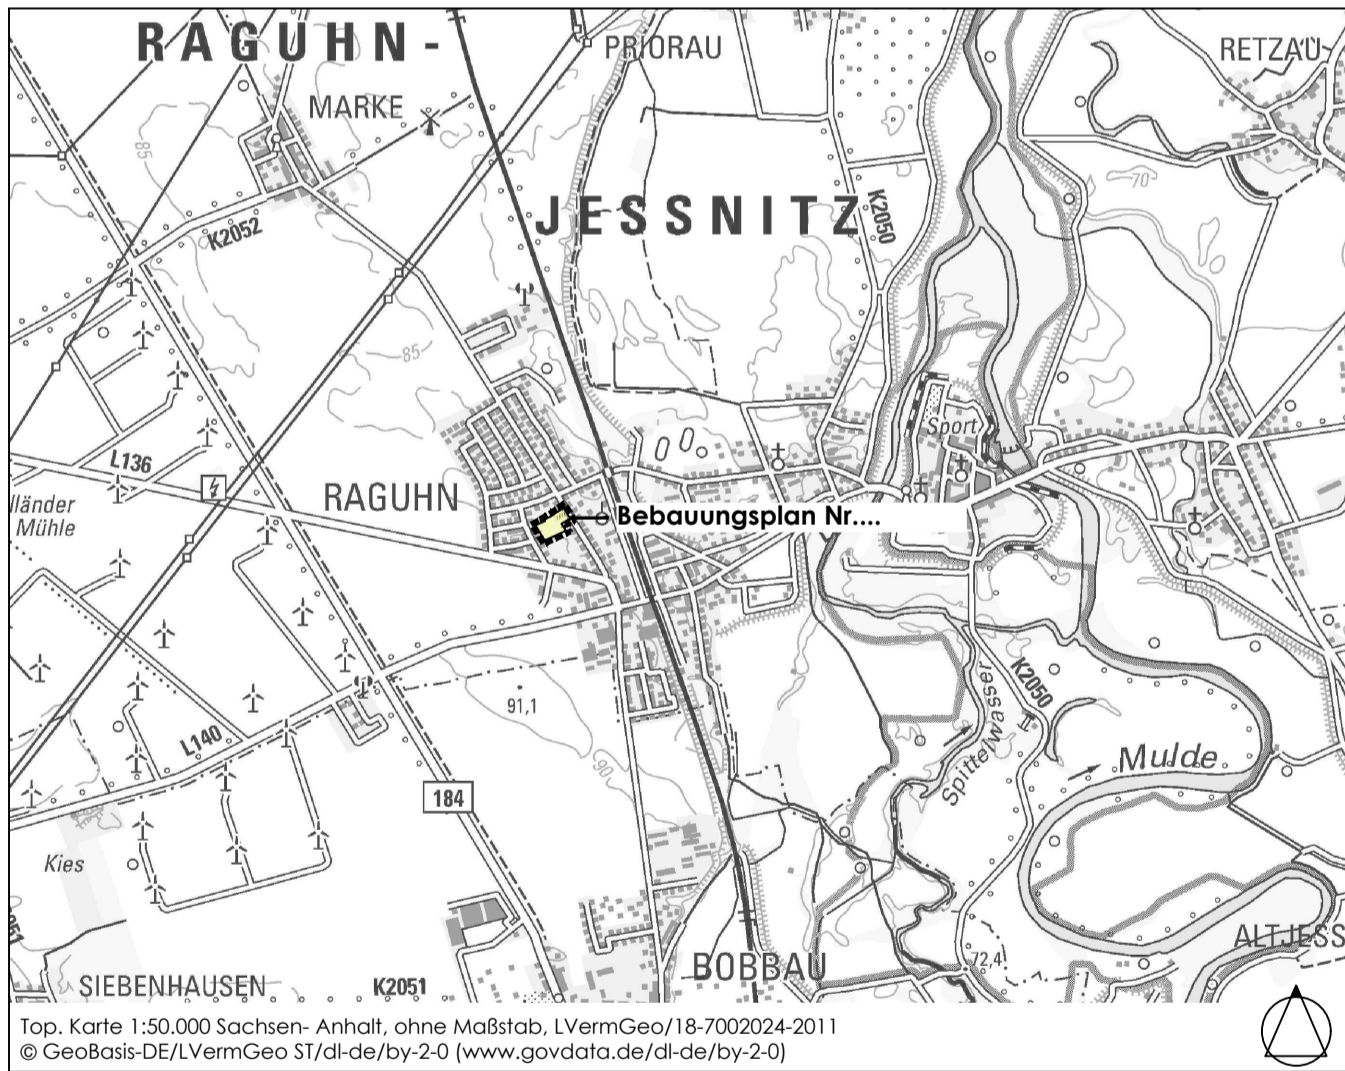 RAGUHN-
PRIORAU
RETZAU
MARKE
85
70
JESSNITZ
K2050
K2052
85
L136
Sport
RAGUHN
lländer
Mühle
Bebauungsplan Nr....
91,1
90
K2050
Spittelwasser
Mulde
L140
184
Kies
ALTJESS
BOBBAU
72,4
SIEBENHAUSEN
K2051
Top. Karte 1:50.000 Sachsen- Anhalt, ohne Maßstab, LVermGeo/18-7002024-2011
© GeoBasis-DE/LVermGeo ST/dl-de/by-2-0 (www.govdata.de/dl-de/by-2-0)